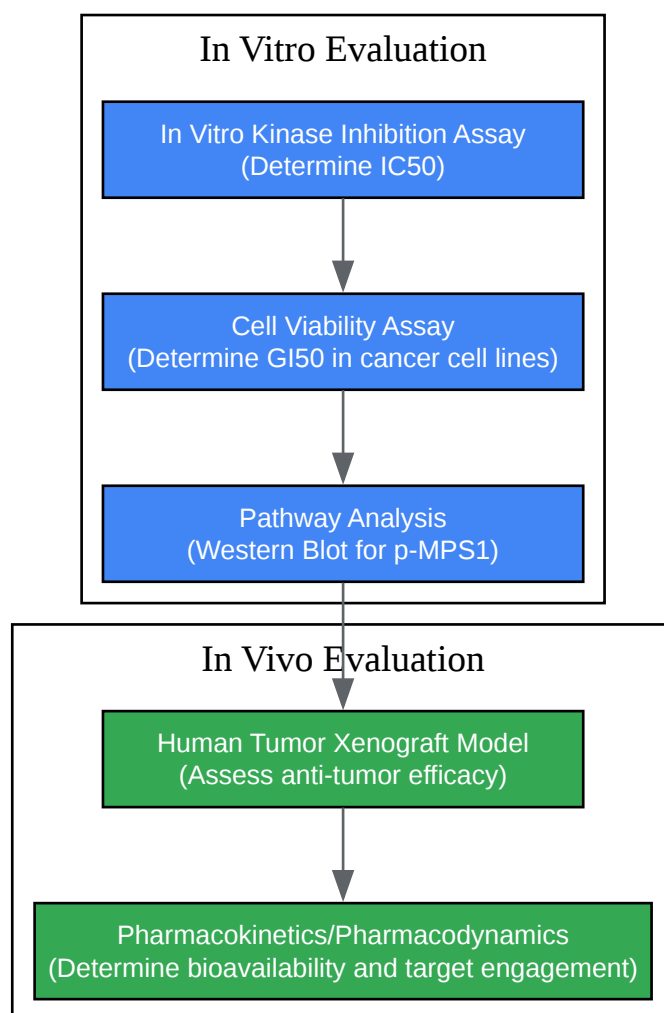 In Vitro Evaluation
In Vitro Kinase Inhibition Assay
(Determine IC50)
Cell Viability Assay
(Determine GI50 in cancer cell lines)
Pathway Analysis
(Western Blot for p-MPS1)
In Vivo Evaluation
Human Tumor Xenograft Model
(Assess anti-tumor efficacy)
Pharmacokinetics/Pharmacodynamics
(Determine bioavailability and target engagement)